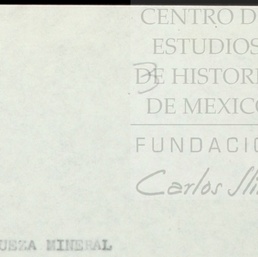 CENTRO D
ESTUDIOS
DE HISTORI
DE MEXICO
FUNDACIO
Carlos Sli
UEZA MINERAL